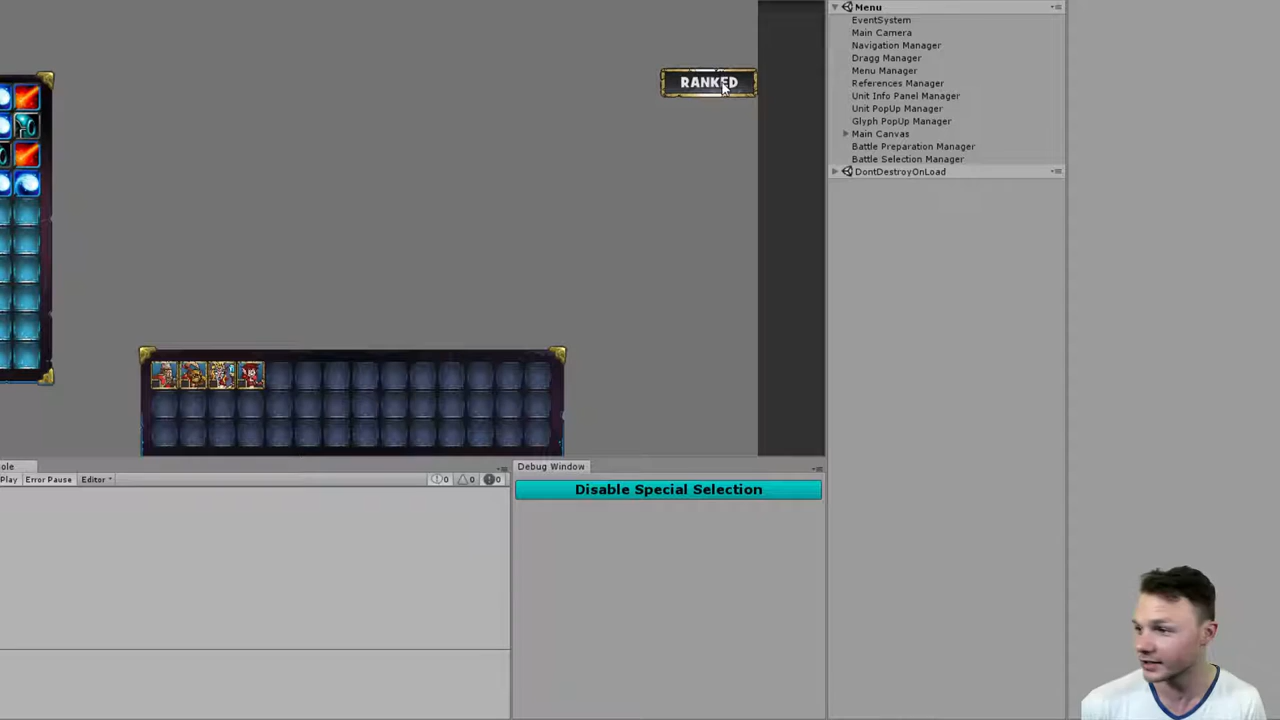 Menu
EventSystem
Main Camera
Navigation Manager
Dragg Manager
Menu Manager
References Manager
Unit Info Panel Manager
Unit PopUp Manager
Glyph PopUp Manager
Main Canvas
Battle Preparation Manager
Battle Selection Manager
DontDestroyOnLoad
RANKED
ole
Play
Error Pause
Editor
0
0
0
Debug Window
Disable Special Selection